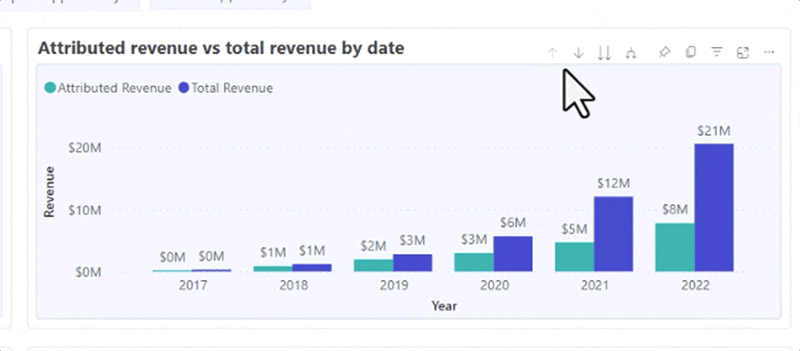 Attributed revenue vs total revenue by date
Attributed Revenue Total Revenue
$21M
$20M
$12M
$10M
$8M
$6M
$5M
$3M
$3M
$2M
$1M $1M
$0M $0M
$0M
Revenue
2017 2018 2019 2020 2021 2022
Year